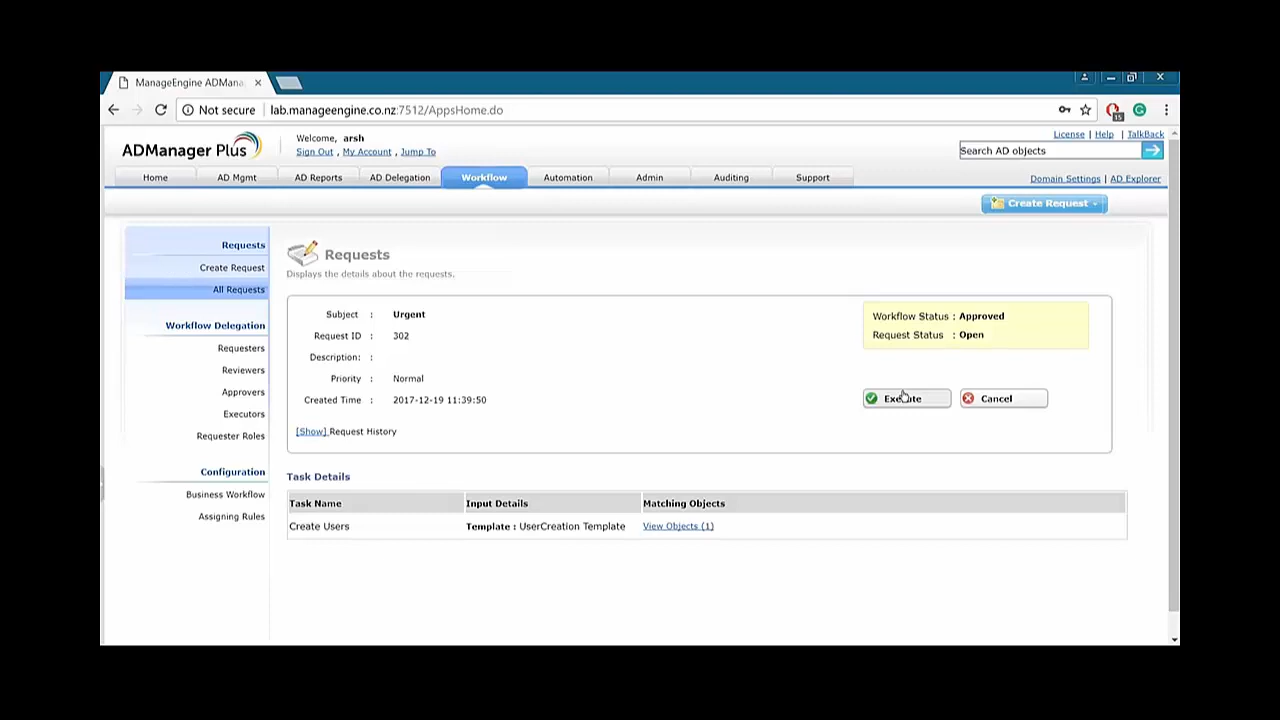 ManageEngine ADMana
Not secure lab.manageengine.co.nz:7512/AppsHome.do
15
ADManager Plus
Welcome, arsh
Sign Out , My Account , Jump To
License | Help | TalkBack
Search AD objects
Home AD Mgmt AD Reports AD Delegation Workflow Automation Admin Auditing Support
Domain Settings | AD Explorer
Create Request
Requests
Create Request
All Requests
Workflow Delegation
Requesters
Reviewers
Approvers
Executors
Requester Roles
Configuration
Business Workflow
Assigning Rules
Requests
Displays the details about the requests.
Subject : Urgent
Request ID : 302
Description: :
Priority : Normal
Created Time : 2017-12-19 11:39:50
[Show] Request History
Workflow Status : Approved
Request Status : Open
Execute Cancel
Task Details
Task Name Input Details Matching Objects
Create Users Template : UserCreation Template View Objects (1)